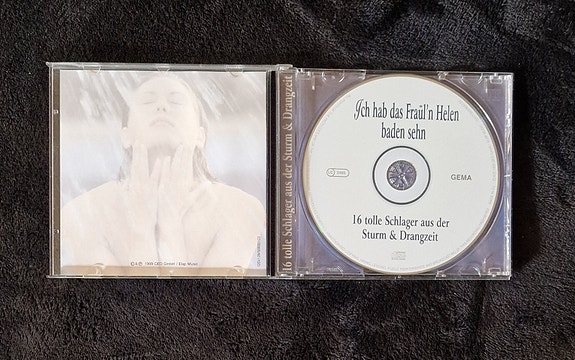 16 tolle Schlager aus der Sturm & Drangzeit
Ich hab das Fraül'n Helen
baden sehn
GEMA
16 tolle Schlager aus der
Sturm & Drangzeit